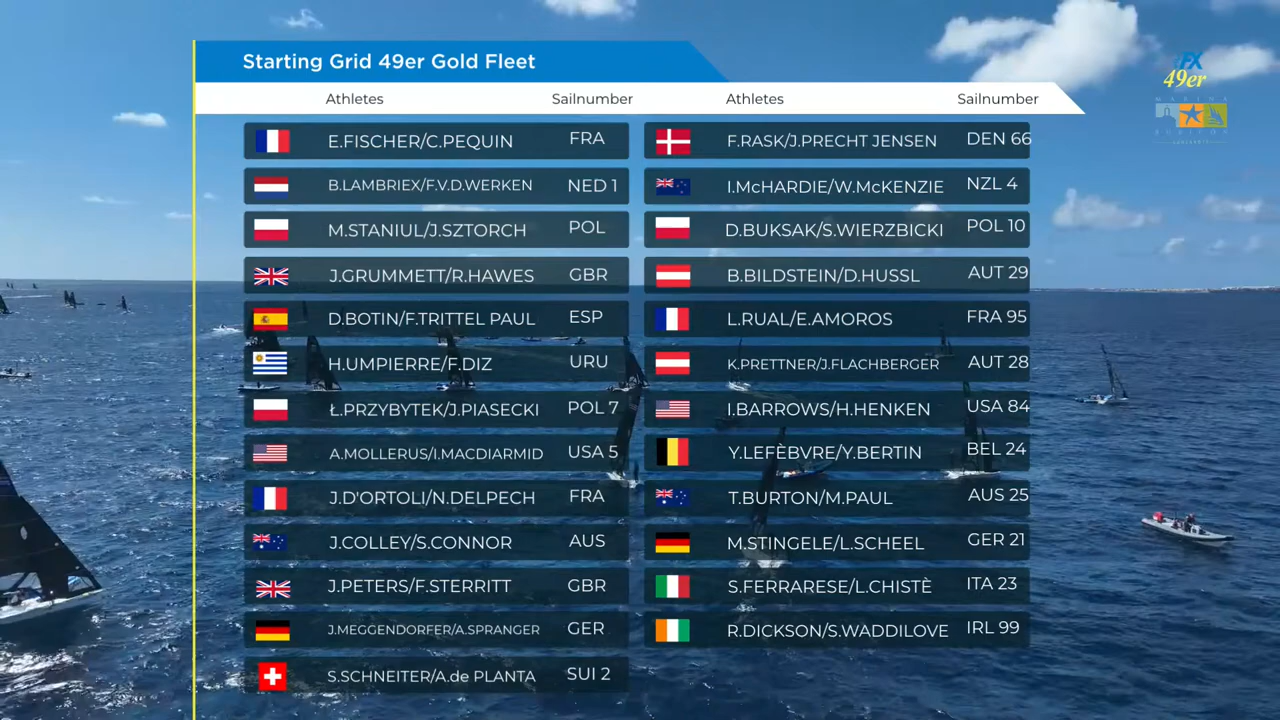 Starting Grid 49er Gold Fleet
Athletes Sailnumber Athletes Sailnumber
E.FISCHER/C.PEQUIN FRA
B.LAMBRIEX/F.V.D.WERKEN NED 1
M.STANIUL/J.SZTORCH POL
J.GRUMMETT/R.HAWES GBR
D.BOTIN/F.TRITTEL PAUL ESP
H.UMPIERRE/F.DIZ URU
Ł.PRZYBYTEK/J.PIASECKI POL 7
A.MOLLERUS/I.MACDIARMID USA 5
J.D'ORTOLI/N.DELPECH FRA
J.COLLEY/S.CONNOR AUS
J.PETERS/F.STERRITT GBR
J.MEGGENDORFER/A.SPRANGER GER
S.SCHNEITER/A.de PLANTA SUI 2
F.RASK/J.PRECHT JENSEN DEN 66
I.McHARDIE/W.McKENZIE NZL 4
D.BUKSAK/S.WIERZBICKI POL 10
B.BILDSTEIN/D.HUSSL AUT 29
L.RUAL/E.AMOROS FRA 95
K.PRETTNER/J.FLACHBERGER AUT 28
I.BARROWS/H.HENKEN USA 84
Y.LEFÈBVRE/Y.BERTIN BEL 24
T.BURTON/M.PAUL AUS 25
M.STINGELE/L.SCHEEL GER 21
S.FERRARESE/L.CHISTÈ ITA 23
R.DICKSON/S.WADDILOVE IRL 99
FX
49er
MARINA
RUBICON